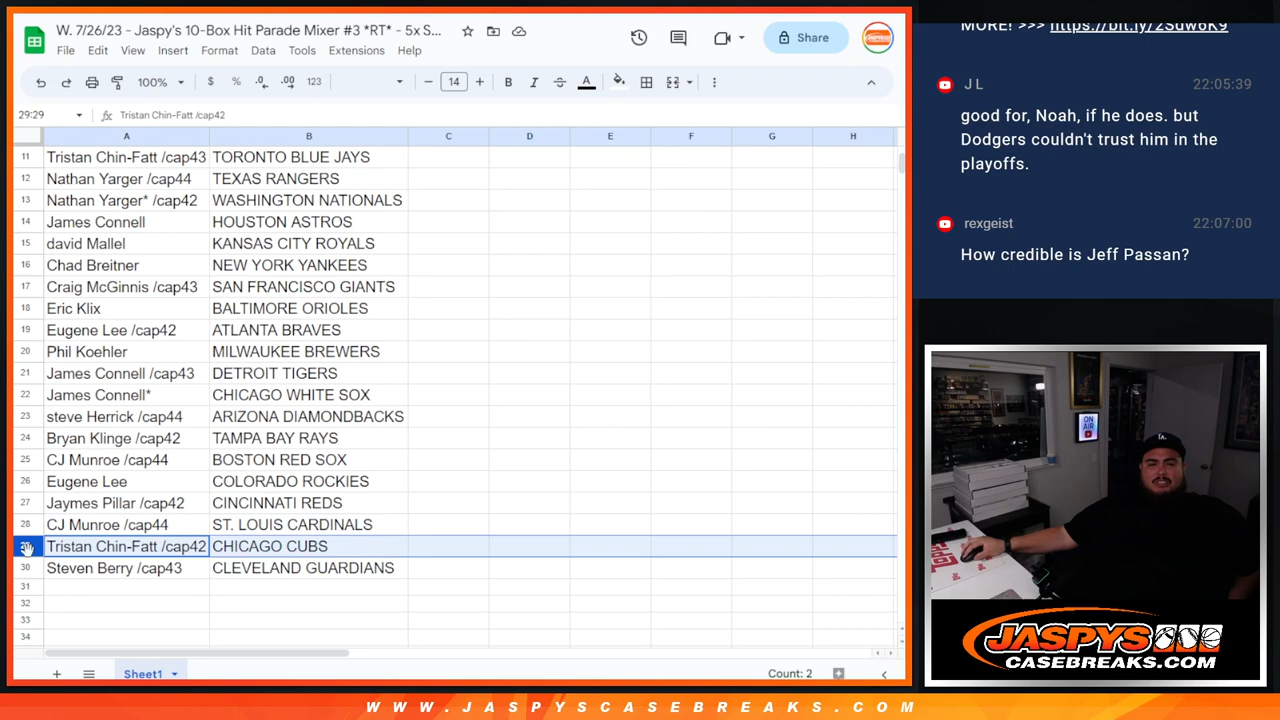 W. 7/26/23 - Jaspy's 10-Box Hit Parade Mixer #3 *RT* - 5x S...
File Edit View Insert Format Data Tools Extensions Help
Share
100% $ % .0 .00 123 14 B I A
29:29 fx Tristan Chin-Fatt /cap42
A B C D E F G H
11 Tristan Chin-Fatt /cap43 TORONTO BLUE JAYS
12 Nathan Yarger /cap44 TEXAS RANGERS
13 Nathan Yarger* /cap42 WASHINGTON NATIONALS
14 James Connell HOUSTON ASTROS
15 david Mallel KANSAS CITY ROYALS
16 Chad Breitner NEW YORK YANKEES
17 Craig McGinnis /cap43 SAN FRANCISCO GIANTS
18 Eric Klix BALTIMORE ORIOLES
19 Eugene Lee /cap42 ATLANTA BRAVES
20 Phil Koehler MILWAUKEE BREWERS
21 James Connell /cap43 DETROIT TIGERS
22 James Connell* CHICAGO WHITE SOX
23 steve Herrick /cap44 ARIZONA DIAMONDBACKS
24 Bryan Klinge /cap42 TAMPA BAY RAYS
25 CJ Munroe /cap44 BOSTON RED SOX
26 Eugene Lee COLORADO ROCKIES
27 Jaymes Pillar /cap42 CINCINNATI REDS
28 CJ Munroe /cap44 ST. LOUIS CARDINALS
Tristan Chin-Fatt /cap42 CHICAGO CUBS
30 Steven Berry /cap43 CLEVELAND GUARDIANS
31
32
33
34
Sheet1
Count: 2
MORE! >>> https://bit.ly/2Sdw6K9
J L 22:05:39
good for, Noah, if he does. but
Dodgers couldn't trust him in the
playoffs.
rexgeist 22:07:00
How credible is Jeff Passan?
ON
AIR
JASPYS
CASEBREAKS.COM
WWW.JASPYSCASEBREAKS.COM